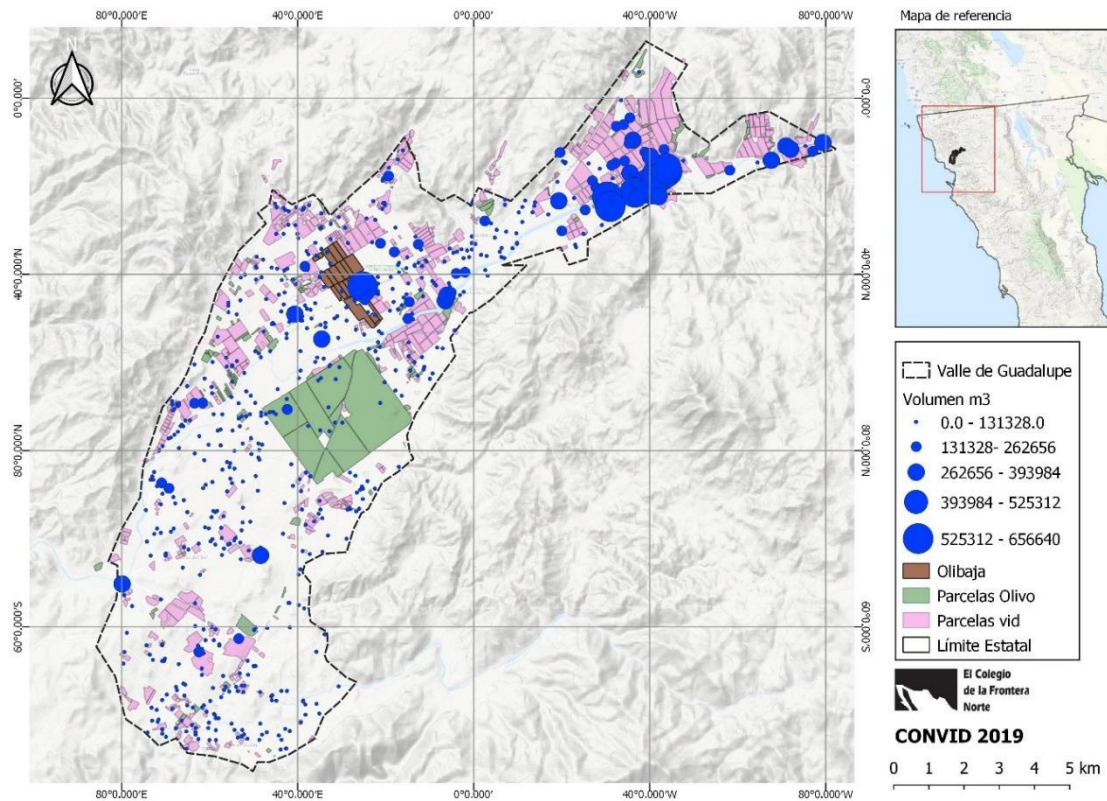 80°0.000'E
40°0.000'E
0°0.000'
40°0.000'W
80°0.000'W
0°0.000'
0°0.000'
40°0.000'N
40°0.000'N
80°0.000'N
80°0.000'N
60°0.000'S
60°0.000'S
80°0.000'E
40°0.000'E
0°0.000'
40°0.000'W
80°0.000'W
Mapa de referencia
Valle de Guadalupe
Volumen m3
0.0 - 131328.0
131328- 262656
262656 - 393984
393984 - 525312
525312 - 656640
Olibaja
Parcelas Olivo
Parcelas vid
Límite Estatal
El Colegio
de la Frontera
Norte
CONVID 2019
0 1 2 3 4 5 km